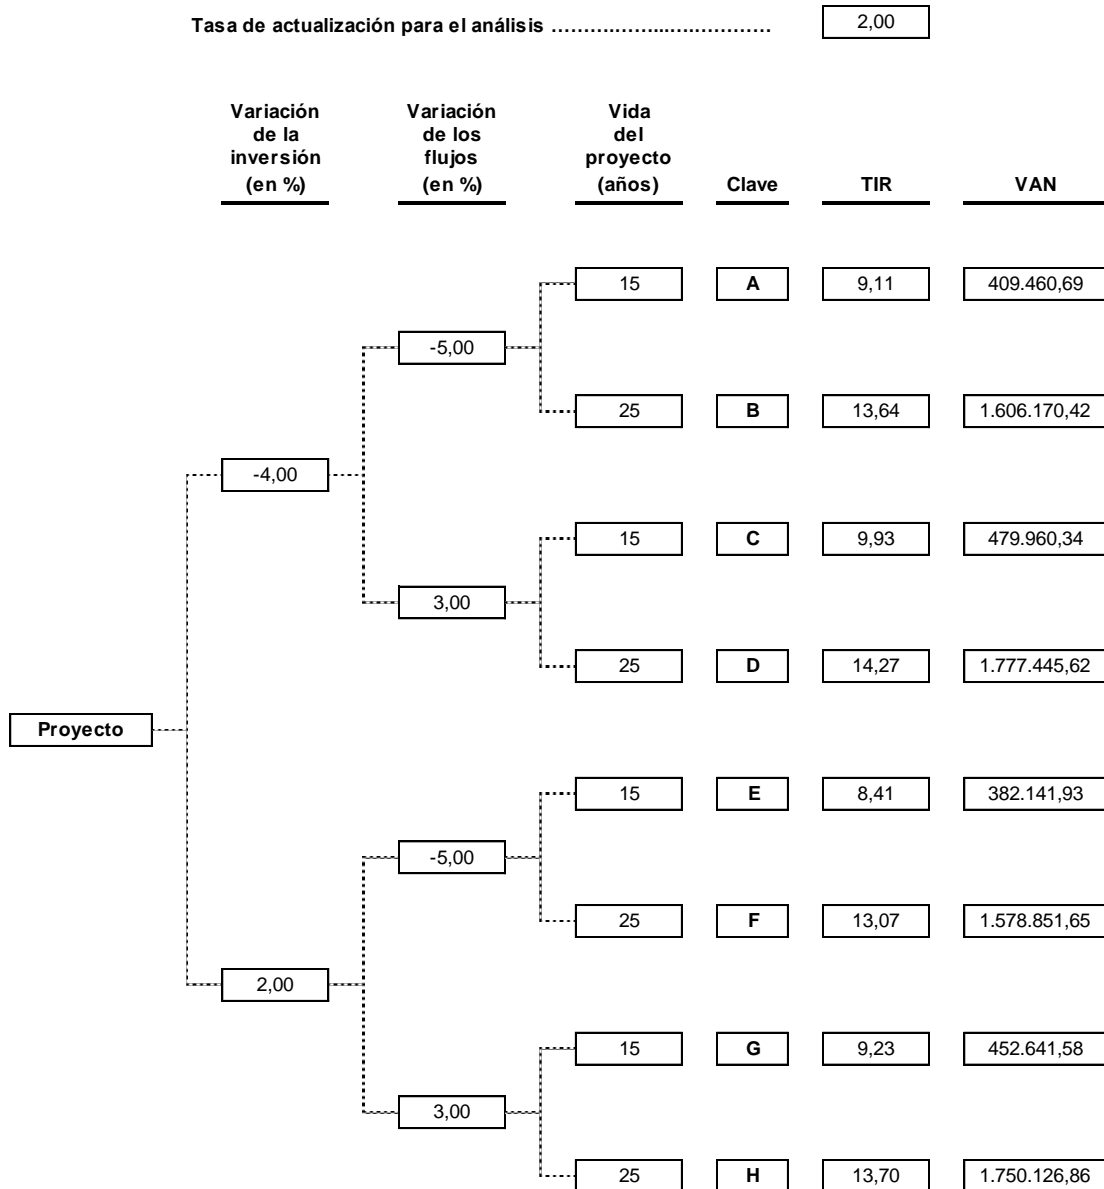 Tasa de actualización para el análisis ………..……...…..………… 2,00
Variación de la inversión (en %)
Variación de los flujos (en %)
Vida del proyecto (años)
Clave
TIR
VAN
15 A 9,11 409.460,69
-5,00
25 B 13,64 1.606.170,42
-4,00
15 C 9,93 479.960,34
3,00
25 D 14,27 1.777.445,62
Proyecto
15 E 8,41 382.141,93
-5,00
25 F 13,07 1.578.851,65
2,00
15 G 9,23 452.641,58
3,00
25 H 13,70 1.750.126,86